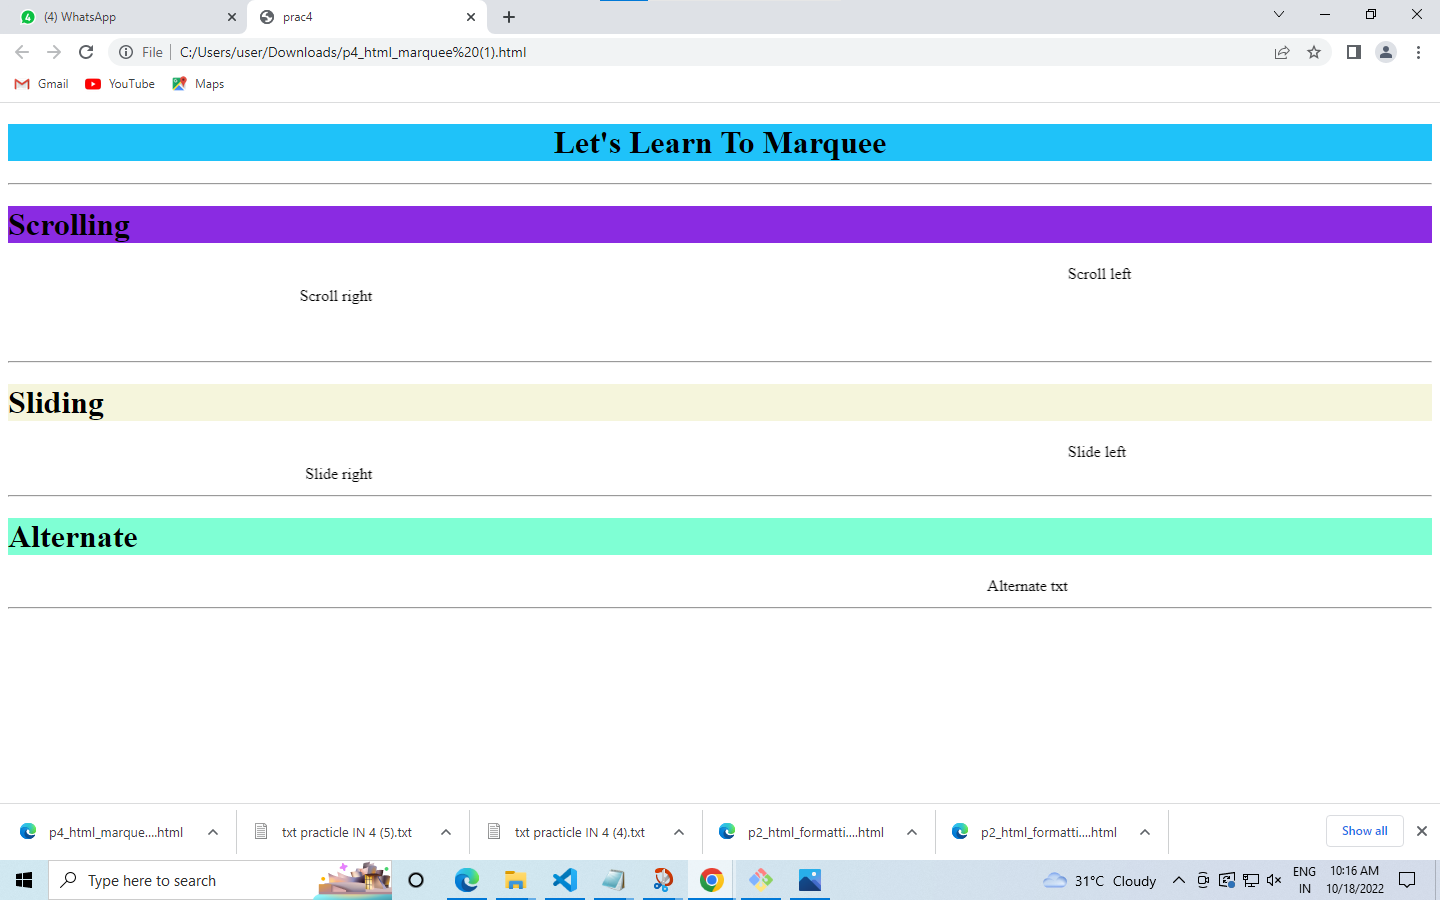 (4) WhatsApp
prac4
File
C:/Users/user/Downloads/p4_html_marquee%20(1).html
Gmail
YouTube
Maps
Let's Learn To Marquee
Scrolling
Scroll left
Scroll right
Sliding
Slide left
Slide right
Alternate
Alternate txt
p4_html_marque....html
txt practicle IN 4 (5).txt
txt practicle IN 4 (4).txt
p2_html_formatti....html
p2_html_formatti....html
Show all
Type here to search
31°C Cloudy
ENG
IN
10:16 AM
10/18/2022